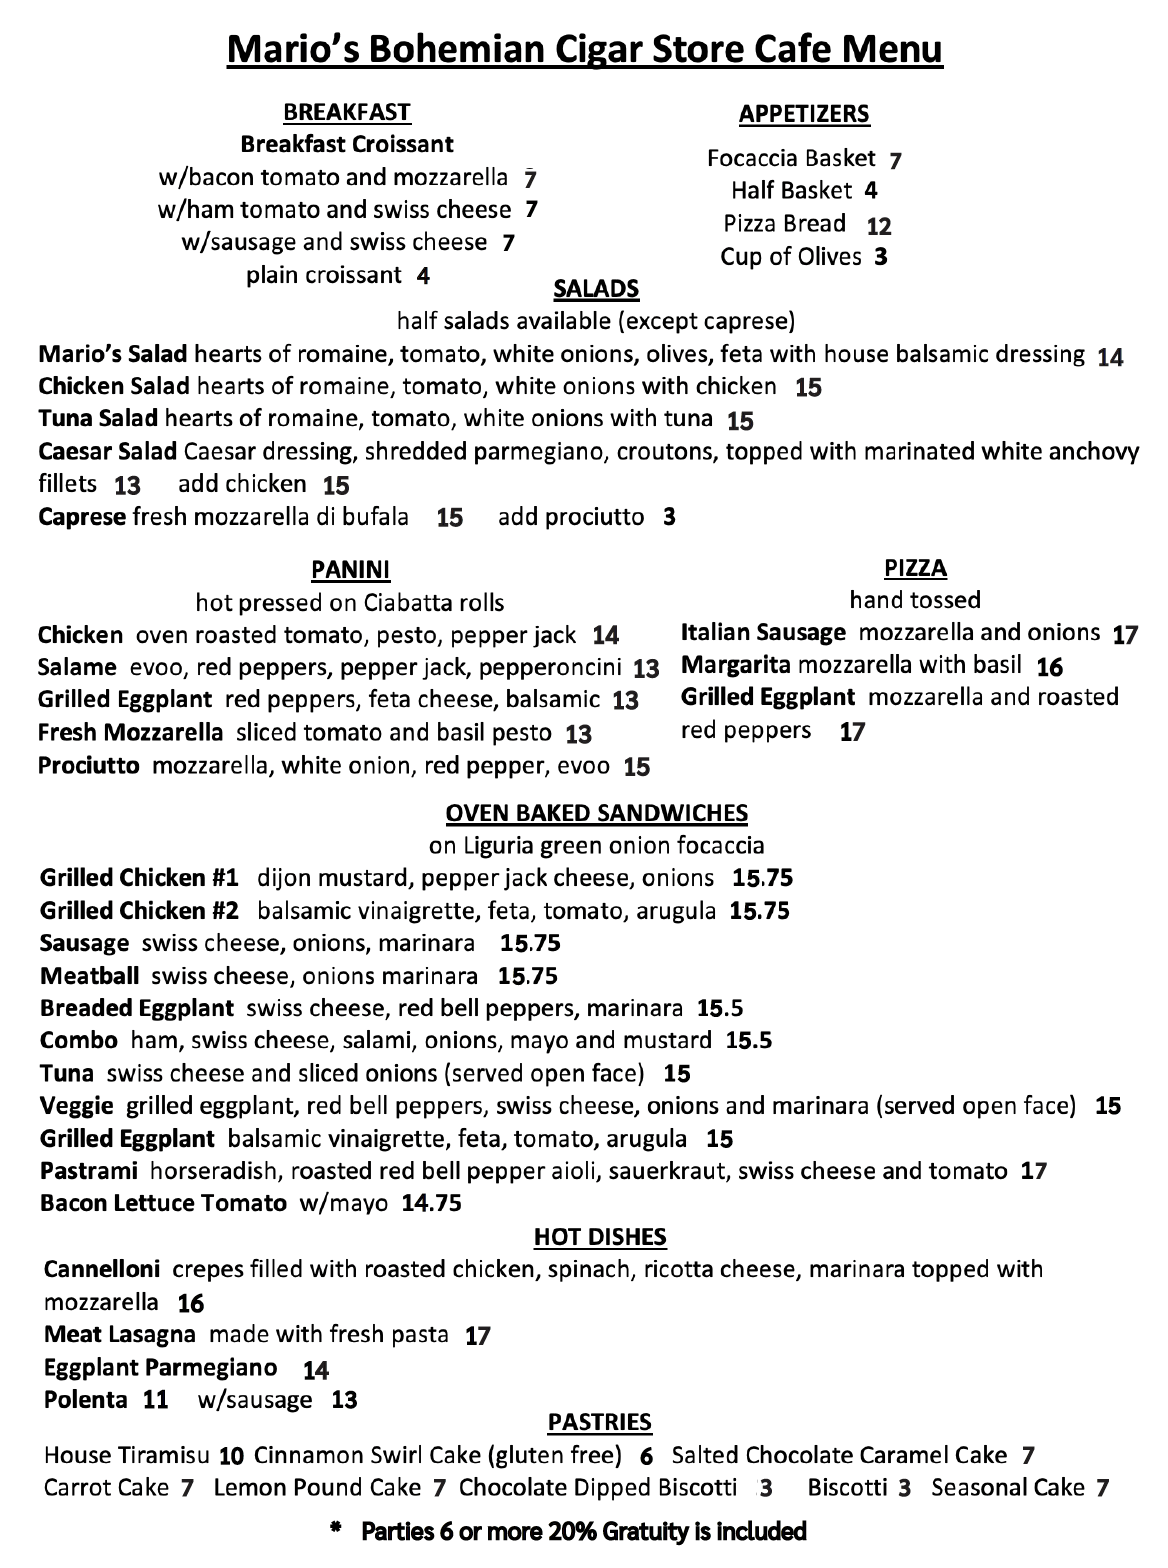 Mario's Bohemian Cigar Store Cafe Menu
BREAKFAST
Breakfast Croissant
w/bacon tomato and mozzarella 7
w/ham tomato and swiss cheese 7
w/sausage and swiss cheese 7
plain croissant 4
APPETIZERS
Focaccia Basket 7
Half Basket 4
Pizza Bread 12
Cup of Olives 3
SALADS
half salads available (except caprese)
Mario's Salad hearts of romaine, tomato, white onions, olives, feta with house balsamic dressing 14
Chicken Salad hearts of romaine, tomato, white onions with chicken 15
Tuna Salad hearts of romaine, tomato, white onions with tuna 15
Caesar Salad Caesar dressing, shredded parmegiano, croutons, topped with marinated white anchovy
fillets 13 add chicken 15
Caprese fresh mozzarella di bufala 15 add prociutto 3
PANINI
hot pressed on Ciabatta rolls
Chicken oven roasted tomato, pesto, pepper jack 14
Salame evoo, red peppers, pepper jack, pepperoncini 13
Grilled Eggplant red peppers, feta cheese, balsamic 13
Fresh Mozzarella sliced tomato and basil pesto 13
Prociutto mozzarella, white onion, red pepper, evoo 15
PIZZA
hand tossed
Italian Sausage mozzarella and onions 17
Margarita mozzarella with basil 16
Grilled Eggplant mozzarella and roasted
red peppers 17
OVEN BAKED SANDWICHES
on Liguria green onion focaccia
Grilled Chicken #1 dijon mustard, pepper jack cheese, onions 15.75
Grilled Chicken #2 balsamic vinaigrette, feta, tomato, arugula 15.75
Sausage swiss cheese, onions, marinara 15.75
Meatball swiss cheese, onions marinara 15.75
Breaded Eggplant swiss cheese, red bell peppers, marinara 15.5
Combo ham, swiss cheese, salami, onions, mayo and mustard 15.5
Tuna swiss cheese and sliced onions (served open face) 15
Veggie grilled eggplant, red bell peppers, swiss cheese, onions and marinara (served open face) 15
Grilled Eggplant balsamic vinaigrette, feta, tomato, arugula 15
Pastrami horseradish, roasted red bell pepper aioli, sauerkraut, swiss cheese and tomato 17
Bacon Lettuce Tomato w/mayo 14.75
HOT DISHES
Cannelloni crepes filled with roasted chicken, spinach, ricotta cheese, marinara topped with
mozzarella 16
Meat Lasagna made with fresh pasta 17
Eggplant Parmegiano 14
Polenta 11 w/sausage 13
PASTRIES
House Tiramisu 10 Cinnamon Swirl Cake (gluten free) 6 Salted Chocolate Caramel Cake 7
Carrot Cake 7 Lemon Pound Cake 7 Chocolate Dipped Biscotti 3 Biscotti 3 Seasonal Cake 7
* Parties 6 or more 20% Gratuity is included